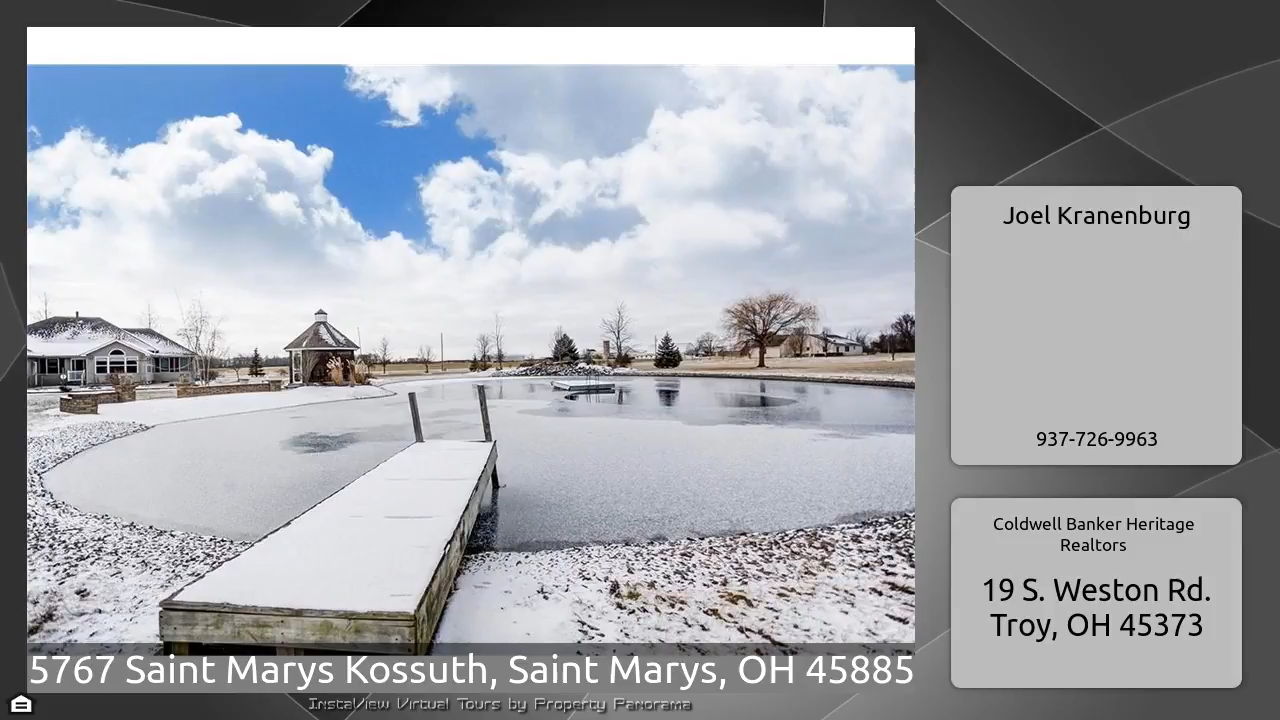 Joel Kranenburg
937-726-9963
Coldwell Banker Heritage
Realtors
19 S. Weston Rd.
Troy, OH 45373
5767 Saint Marys Kossuth, Saint Marys, OH 45885
InstaView Virtual Tours by Property Panorama